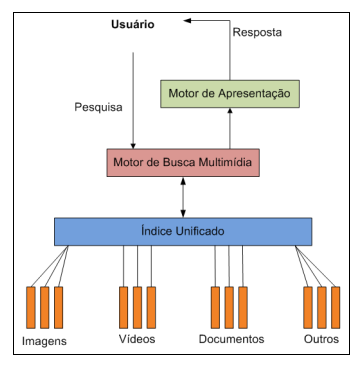 Usuário
Resposta
Motor de Apresentação
Pesquisa
Motor de Busca Multimídia
Índice Unificado
Imagens
Vídeos
Documentos
Outros